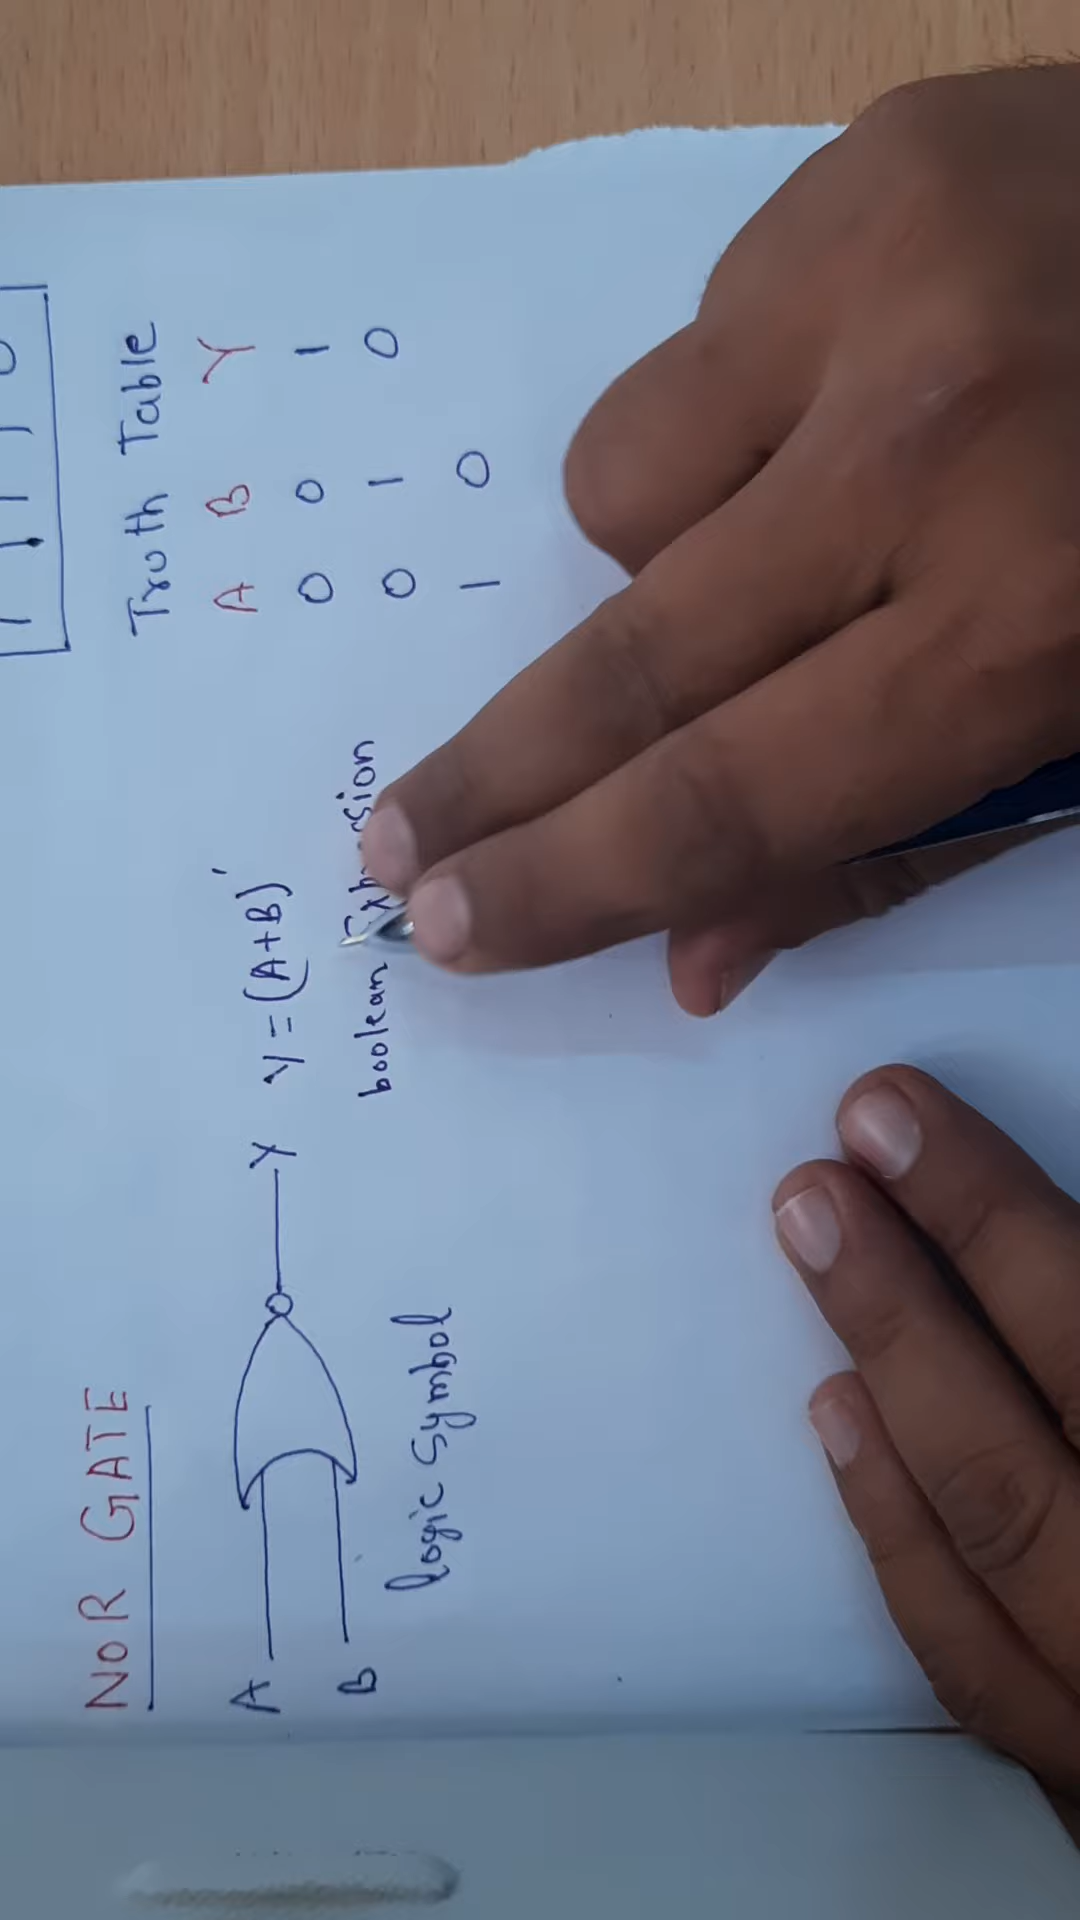 NOR GATE
A
B
Y
Y = (A+B)'
boolean
Logic Symbol
Truth Table
A B Y
0 0 1
0 1 0
1 0